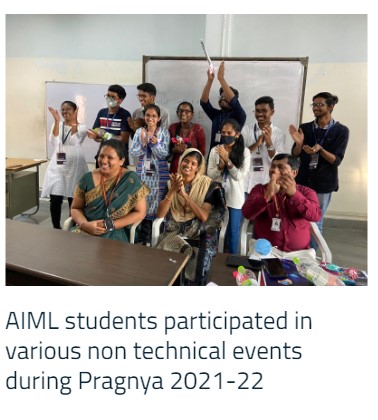 AIML students participated in
various non technical events
during Pragnya 2021-22